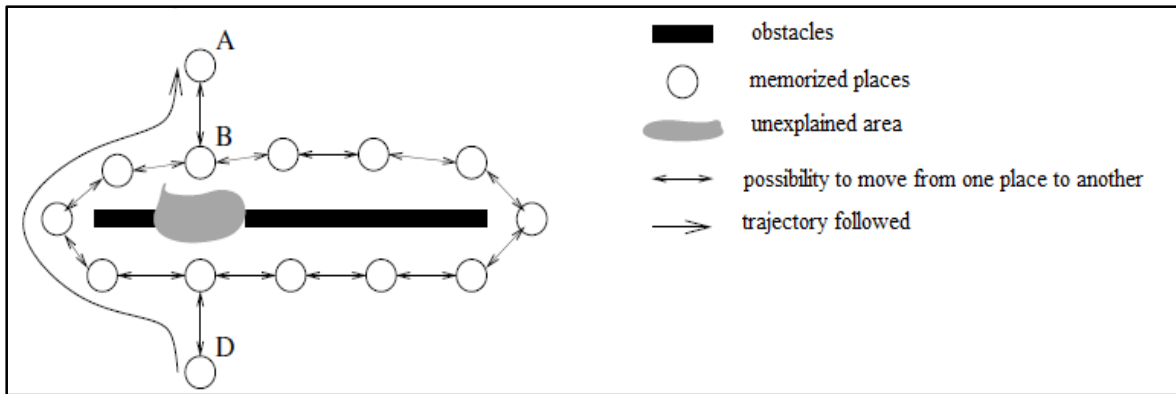 A
B
D
obstacles
memorized places
unexplained area
possibility to move from one place to another
trajectory followed